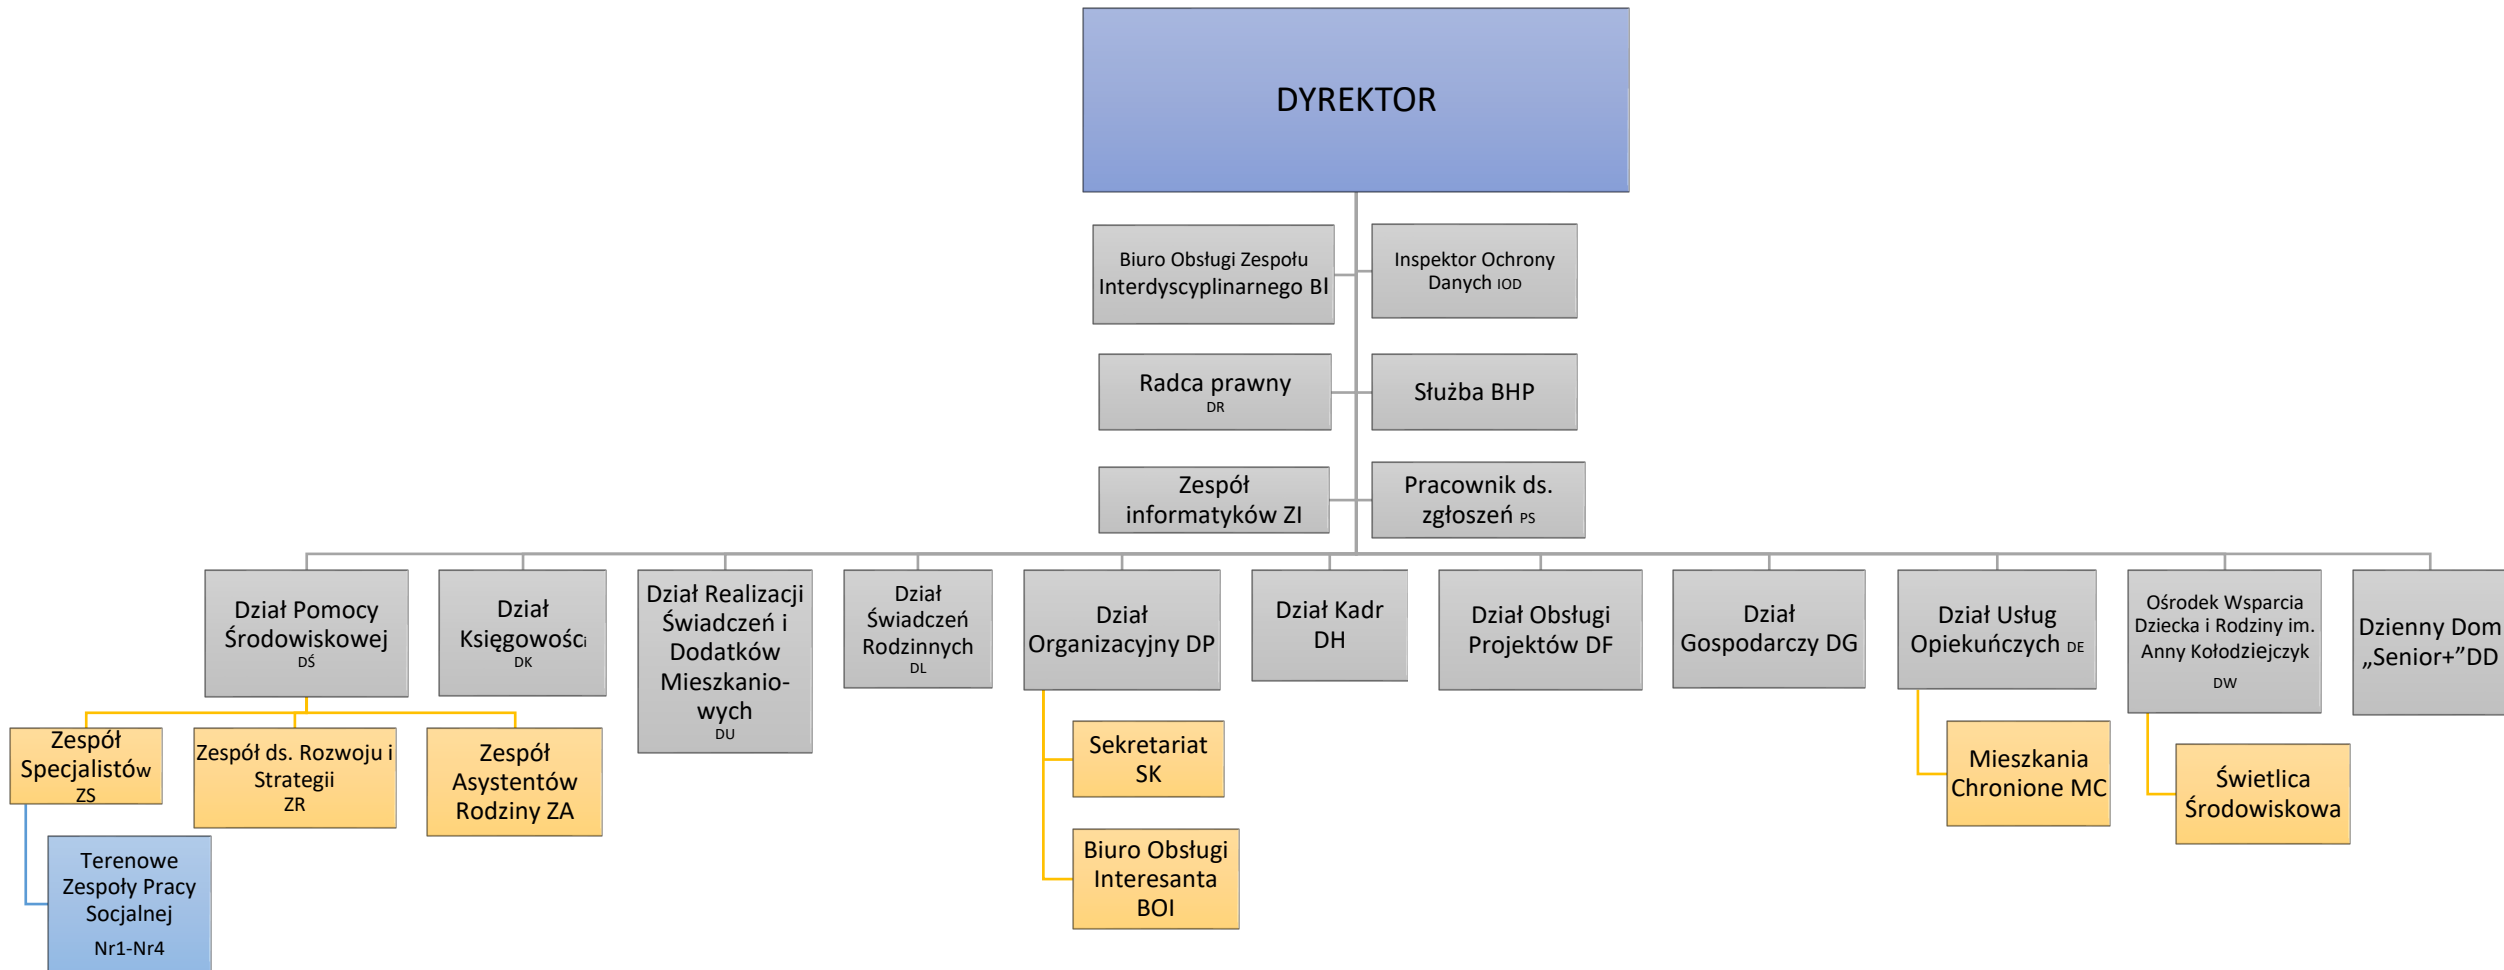 DYREKTOR
Biuro Obsługi Zespołu
Interdyscyplinarnego BI
Inspektor Ochrony
Danych IOD
Radca prawny
DR
Służba BHP
Zespół
informatyków ZI
Pracownik ds.
zgłoszeń PS
Dział Pomocy
Środowiskowej
DŚ
Dział
Księgowości
DK
Dział Realizacji
Świadczeń i
Dodatków
Mieszkanio-
wych
DU
Dział
Świadczeń
Rodzinnych
DL
Dział
Organizacyjny DP
Dział Kadr
DH
Dział Obsługi
Projektów DF
Dział
Gospodarczy DG
Dział Usług
Opiekuńczych DE
Ośrodek Wsparcia
Dziecka i Rodziny im.
Anny Kołodziejczyk
DW
Dzienny Dom
„Senior+”DD
Zespół
Specjalistów
ZS
Zespół ds. Rozwoju i
Strategii
ZR
Zespół
Asystentów
Rodziny ZA
Sekretariat
SK
Mieszkania
Chronione MC
Świetlica
Środowiskowa
Terenowe
Zespoły Pracy
Socjalnej
Nr1-Nr4
Biuro Obsługi
Interesanta
BOI